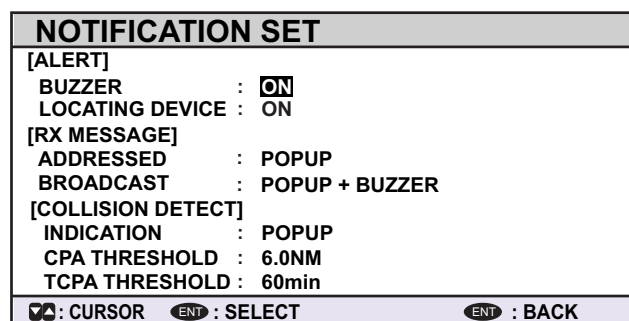 NOTIFICATION SET
[ALERT]
BUZZER : ON
LOCATING DEVICE : ON
[RX MESSAGE]
ADDRESSED : POPUP
BROADCAST : POPUP + BUZZER
[COLLISION DETECT]
INDICATION : POPUP
CPA THRESHOLD : 6.0NM
TCPA THRESHOLD : 60min
▼▲ : CURSOR ENT : SELECT ENT : BACK